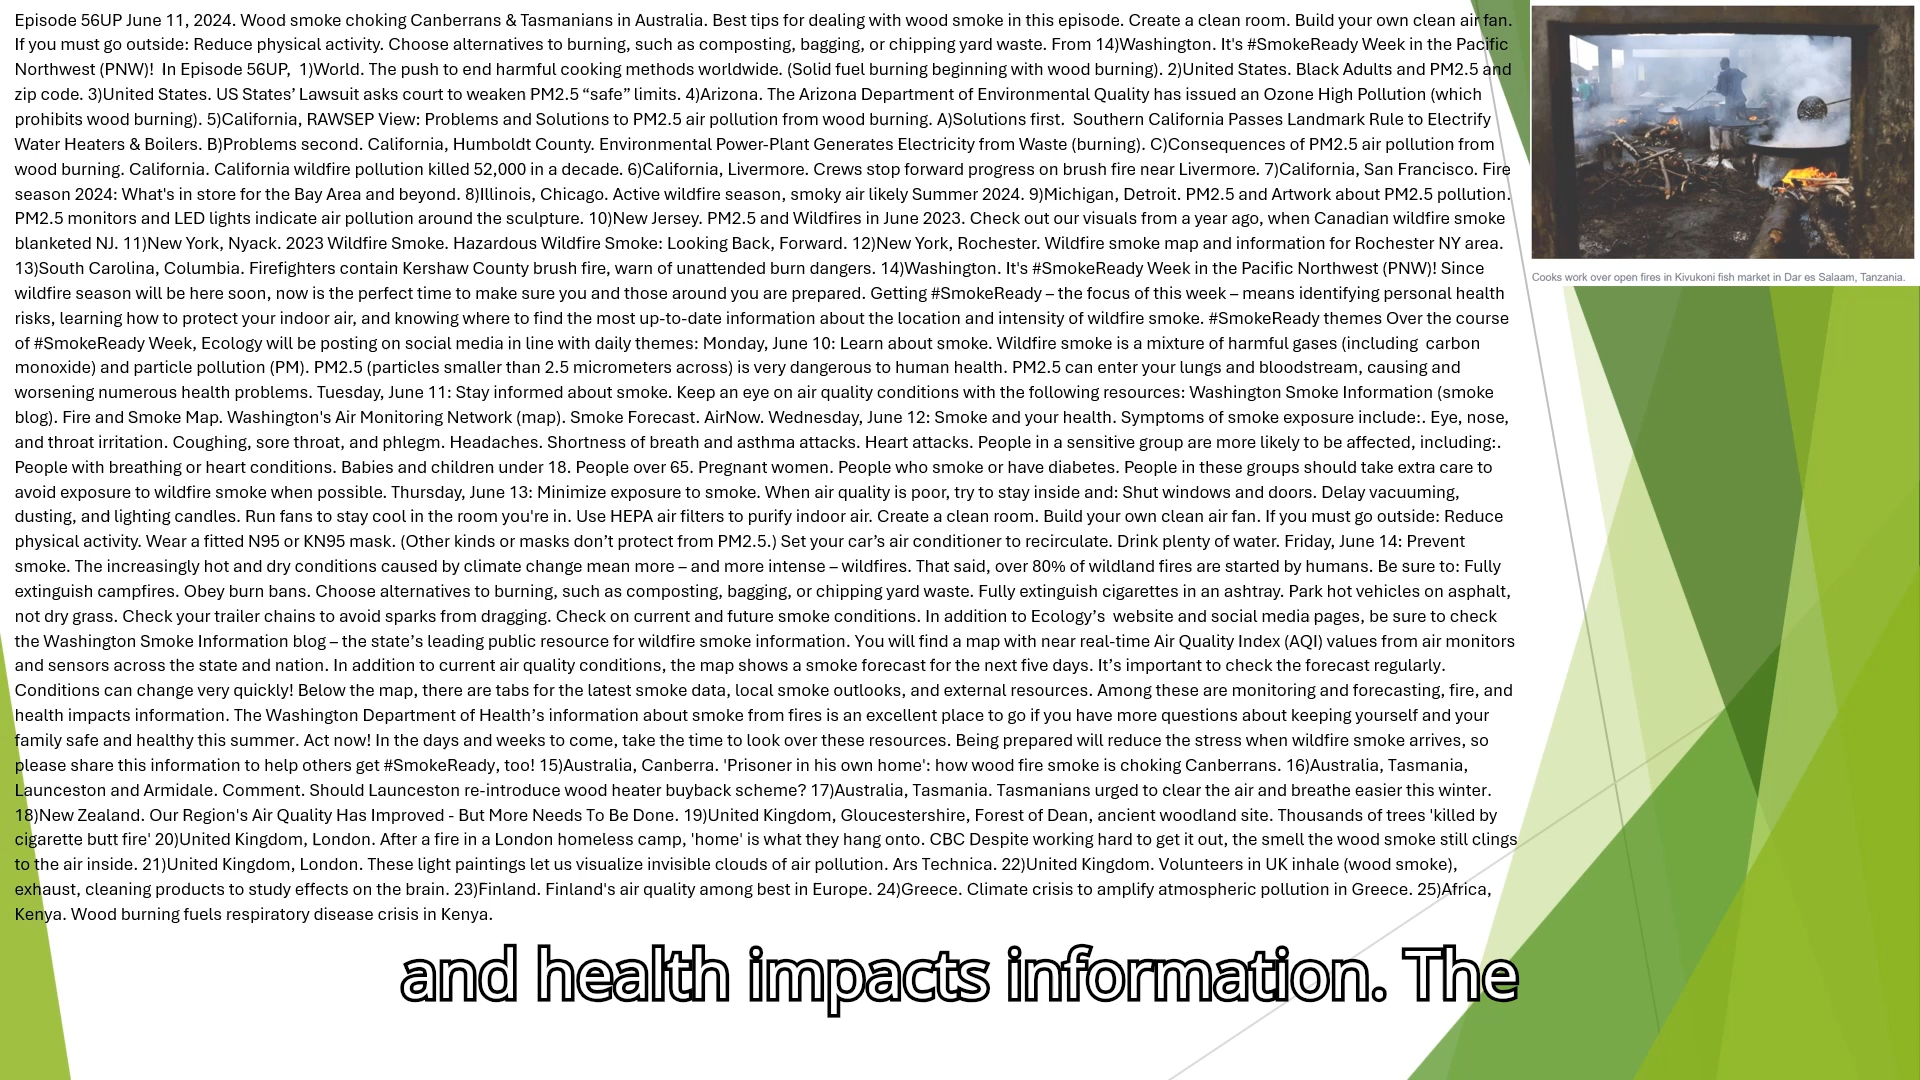 Episode 56UP June 11, 2024. Wood smoke choking Canberrans & Tasmanians in Australia. Best tips for dealing with wood smoke in this episode. Create a clean room. Build your own clean air fan.
If you must go outside: Reduce physical activity. Choose alternatives to burning, such as composting, bagging, or chipping yard waste. From 14)Washington. It's #SmokeReady Week in the Pacific
Northwest (PNW)!  In Episode 56UP,  1)World. The push to end harmful cooking methods worldwide. (Solid fuel burning beginning with wood burning). 2)United States. Black Adults and PM2.5 and
zip code. 3)United States. US States’ Lawsuit asks court to weaken PM2.5 “safe” limits. 4)Arizona. The Arizona Department of Environmental Quality has issued an Ozone High Pollution (which
prohibits wood burning). 5)California, RAWSEP View: Problems and Solutions to PM2.5 air pollution from wood burning. A)Solutions first.  Southern California Passes Landmark Rule to Electrify
Water Heaters & Boilers. B)Problems second. California, Humboldt County. Environmental Power-Plant Generates Electricity from Waste (burning). C)Consequences of PM2.5 air pollution from
wood burning. California. California wildfire pollution killed 52,000 in a decade. 6)California, Livermore. Crews stop forward progress on brush fire near Livermore. 7)California, San Francisco. Fire
season 2024: What's in store for the Bay Area and beyond. 8)Illinois, Chicago. Active wildfire season, smoky air likely Summer 2024. 9)Michigan, Detroit. PM2.5 and Artwork about PM2.5 pollution.
PM2.5 monitors and LED lights indicate air pollution around the sculpture. 10)New Jersey. PM2.5 and Wildfires in June 2023. Check out our visuals from a year ago, when Canadian wildfire smoke
blanketed NJ. 11)New York, Nyack. 2023 Wildfire Smoke. Hazardous Wildfire Smoke: Looking Back, Forward. 12)New York, Rochester. Wildfire smoke map and information for Rochester NY area.
13)South Carolina, Columbia. Firefighters contain Kershaw County brush fire, warn of unattended burn dangers. 14)Washington. It's #SmokeReady Week in the Pacific Northwest (PNW)! Since
wildfire season will be here soon, now is the perfect time to make sure you and those around you are prepared. Getting #SmokeReady – the focus of this week – means identifying personal health
risks, learning how to protect your indoor air, and knowing where to find the most up-to-date information about the location and intensity of wildfire smoke. #SmokeReady themes Over the course
of #SmokeReady Week, Ecology will be posting on social media in line with daily themes: Monday, June 10: Learn about smoke. Wildfire smoke is a mixture of harmful gases (including  carbon
monoxide) and particle pollution (PM). PM2.5 (particles smaller than 2.5 micrometers across) is very dangerous to human health. PM2.5 can enter your lungs and bloodstream, causing and
worsening numerous health problems. Tuesday, June 11: Stay informed about smoke. Keep an eye on air quality conditions with the following resources: Washington Smoke Information (smoke
blog). Fire and Smoke Map. Washington's Air Monitoring Network (map). Smoke Forecast. AirNow. Wednesday, June 12: Smoke and your health. Symptoms of smoke exposure include:. Eye, nose,
and throat irritation. Coughing, sore throat, and phlegm. Headaches. Shortness of breath and asthma attacks. Heart attacks. People in a sensitive group are more likely to be affected, including:.
People with breathing or heart conditions. Babies and children under 18. People over 65. Pregnant women. People who smoke or have diabetes. People in these groups should take extra care to
avoid exposure to wildfire smoke when possible. Thursday, June 13: Minimize exposure to smoke. When air quality is poor, try to stay inside and: Shut windows and doors. Delay vacuuming,
dusting, and lighting candles. Run fans to stay cool in the room you're in. Use HEPA air filters to purify indoor air. Create a clean room. Build your own clean air fan. If you must go outside: Reduce
physical activity. Wear a fitted N95 or KN95 mask. (Other kinds or masks don’t protect from PM2.5.) Set your car’s air conditioner to recirculate. Drink plenty of water. Friday, June 14: Prevent
smoke. The increasingly hot and dry conditions caused by climate change mean more – and more intense – wildfires. That said, over 80% of wildland fires are started by humans. Be sure to: Fully
extinguish campfires. Obey burn bans. Choose alternatives to burning, such as composting, bagging, or chipping yard waste. Fully extinguish cigarettes in an ashtray. Park hot vehicles on asphalt,
not dry grass. Check your trailer chains to avoid sparks from dragging. Check on current and future smoke conditions. In addition to Ecology’s  website and social media pages, be sure to check
the Washington Smoke Information blog – the state’s leading public resource for wildfire smoke information. You will find a map with near real-time Air Quality Index (AQI) values from air monitors
and sensors across the state and nation. In addition to current air quality conditions, the map shows a smoke forecast for the next five days. It’s important to check the forecast regularly.
Conditions can change very quickly! Below the map, there are tabs for the latest smoke data, local smoke outlooks, and external resources. Among these are monitoring and forecasting, fire, and
health impacts information. The Washington Department of Health’s information about smoke from fires is an excellent place to go if you have more questions about keeping yourself and your
family safe and healthy this summer. Act now! In the days and weeks to come, take the time to look over these resources. Being prepared will reduce the stress when wildfire smoke arrives, so
please share this information to help others get #SmokeReady, too! 15)Australia, Canberra. 'Prisoner in his own home': how wood fire smoke is choking Canberrans. 16)Australia, Tasmania,
Launceston and Armidale. Comment. Should Launceston re-introduce wood heater buyback scheme? 17)Australia, Tasmania. Tasmanians urged to clear the air and breathe easier this winter.
18)New Zealand. Our Region's Air Quality Has Improved - But More Needs To Be Done. 19)United Kingdom, Gloucestershire, Forest of Dean, ancient woodland site. Thousands of trees 'killed by
cigarette butt fire' 20)United Kingdom, London. After a fire in a London homeless camp, 'home' is what they hang onto. CBC Despite working hard to get it out, the smell the wood smoke still clings
to the air inside. 21)United Kingdom, London. These light paintings let us visualize invisible clouds of air pollution. Ars Technica. 22)United Kingdom. Volunteers in UK inhale (wood smoke),
exhaust, cleaning products to study effects on the brain. 23)Finland. Finland's air quality among best in Europe. 24)Greece. Climate crisis to amplify atmospheric pollution in Greece. 25)Africa,
Kenya. Wood burning fuels respiratory disease crisis in Kenya.
Cooks work over open fires in Kivukoni fish market in Dar es Salaam, Tanzania.
and health impacts information. The